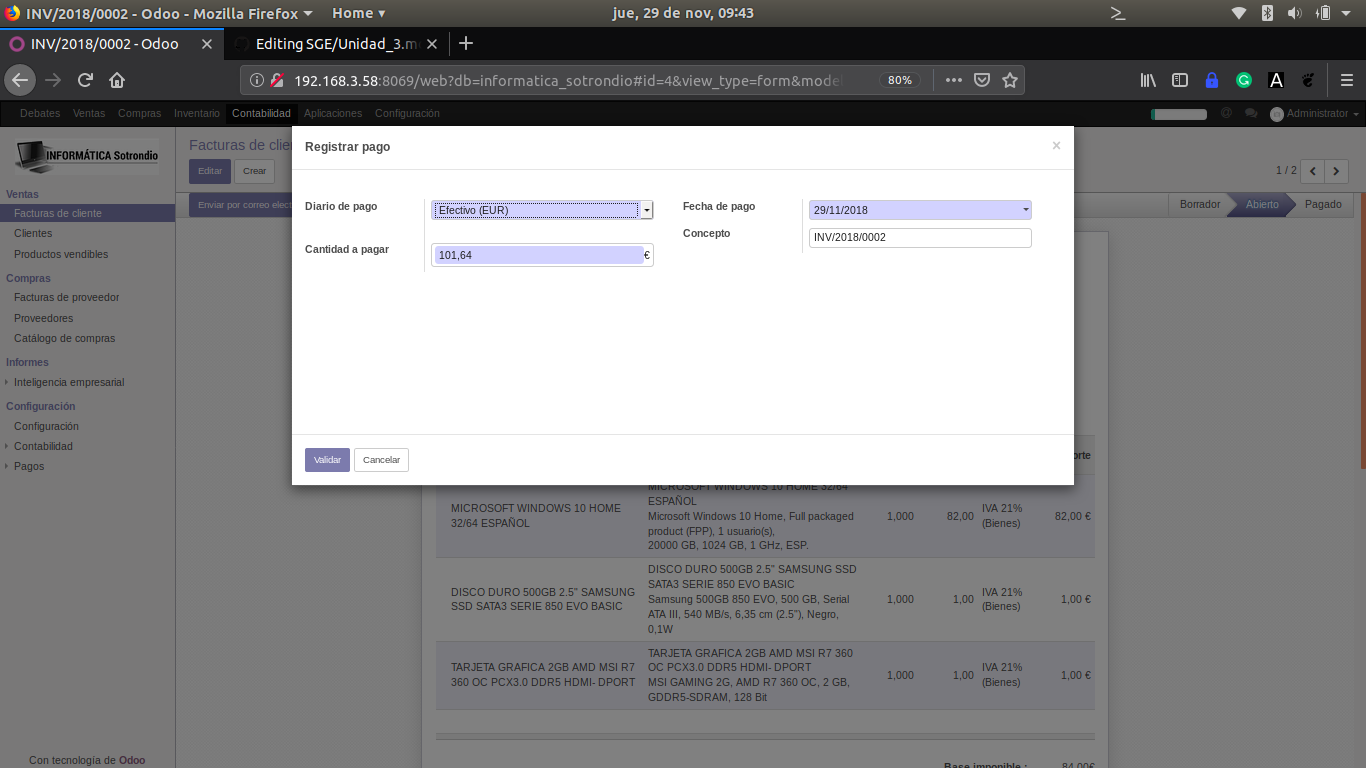 INV/2018/0002 - Odoo - Mozilla Firefox
Home
jue, 29 de nov, 09:43
INV/2018/0002 - Odoo
Editing SGE/Unidad_3.m
192.168.3.58:8069/web?db=informatica_sotrondio#id=4&view_type=form&model
80%
Debates Ventas Compras Inventario Contabilidad Aplicaciones Configuración
Administrator
INFORMÁTICA Sotrondio
Ventas
Facturas de cliente
Clientes
Productos vendibles
Compras
Facturas de proveedor
Proveedores
Catálogo de compras
Informes
Inteligencia empresarial
Configuración
Configuración
Contabilidad
Pagos
Con tecnología de Odoo
Facturas de clie
Editar Crear
1 / 2
Enviar por correo elect
Borrador Abierto Pagado
Registrar pago
×
Diario de pago
Efectivo (EUR)
Cantidad a pagar
101,64 €
Fecha de pago
29/11/2018
Concepto
INV/2018/0002
Validar Cancelar
orte
MICROSOFT WINDOWS 10 HOME
32/64 ESPAÑOL
MICROSOFT WINDOWS 10 HOME 32/64
ESPAÑOL
Microsoft Windows 10 Home, Full packaged
product (FPP), 1 usuario(s),
20000 GB, 1024 GB, 1 GHz, ESP.
1,000
82,00
IVA 21%
(Bienes)
82,00 €
DISCO DURO 500GB 2.5" SAMSUNG
SSD SATA3 SERIE 850 EVO BASIC
DISCO DURO 500GB 2.5" SAMSUNG SSD
SATA3 SERIE 850 EVO BASIC
Samsung 500GB 850 EVO, 500 GB, Serial
ATA III, 540 MB/s, 6,35 cm (2.5"), Negro,
0,1W
1,000
1,00
IVA 21%
(Bienes)
1,00 €
TARJETA GRAFICA 2GB AMD MSI R7
360 OC PCX3.0 DDR5 HDMI- DPORT
TARJETA GRAFICA 2GB AMD MSI R7 360
OC PCX3.0 DDR5 HDMI- DPORT
MSI GAMING 2G, AMD R7 360 OC, 2 GB,
GDDR5-SDRAM, 128 Bit
1,000
1,00
IVA 21%
(Bienes)
1,00 €
Base imponible :
84,00€